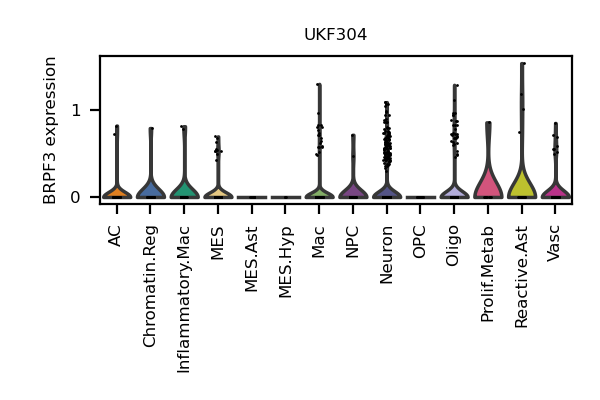 UKF304
BRPF3 expression
1
0
AC
Chromatin.Reg
Inflammatory.Mac
MES
MES.Ast
MES.Hyp
Mac
NPC
Neuron
OPC
Oligo
Prolif.Metab
Reactive.Ast
Vasc